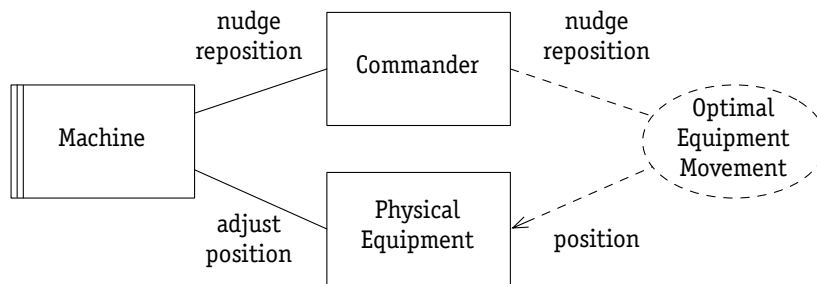 nudge
reposition
Commander
nudge
reposition
Machine
Optimal
Equipment
Movement
adjust
position
Physical
Equipment
position